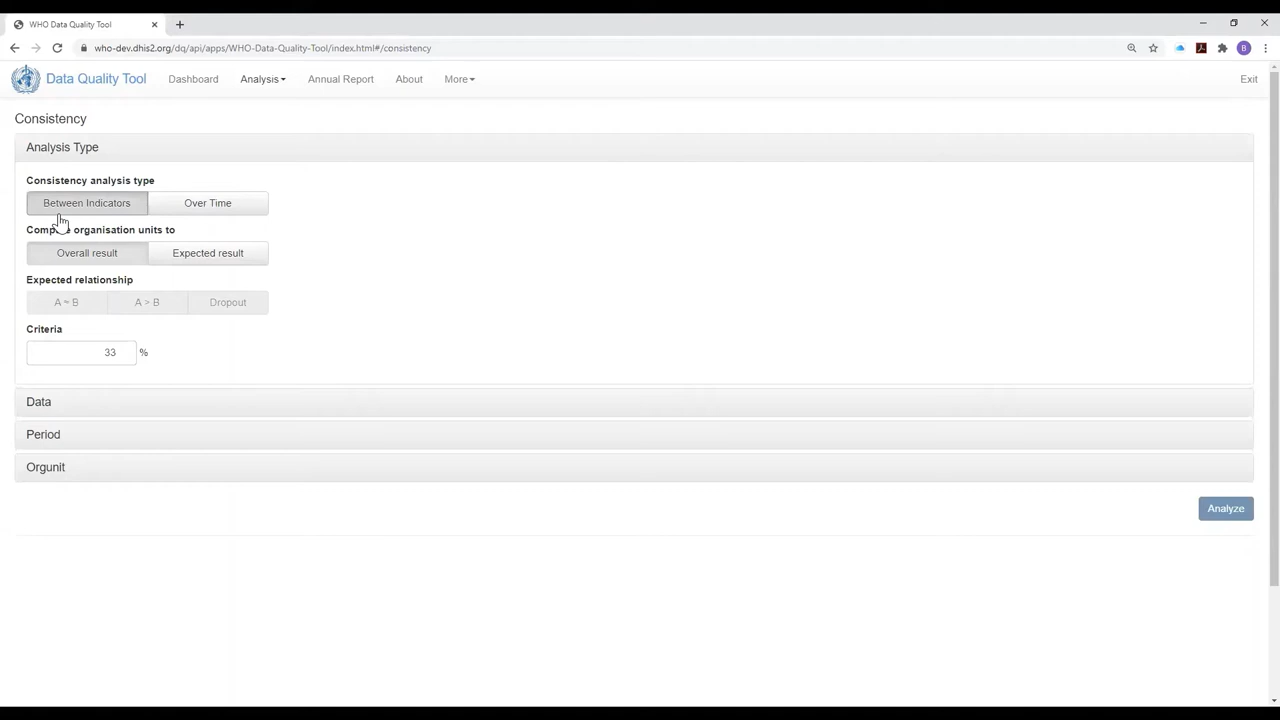 WHO Data Quality Tool
who-dev.dhis2.org/dq/api/apps/WHO-Data-Quality-Tool/index.html#/consistency
B
Data Quality Tool Dashboard Analysis Annual Report About More Exit
Consistency
Analysis Type
Consistency analysis type
Between Indicators Over Time
organisation units to
Overall result Expected result
Expected relationship
A ≈ B A > B Dropout
Criteria
33 %
Data
Period
Orgunit
Analyze